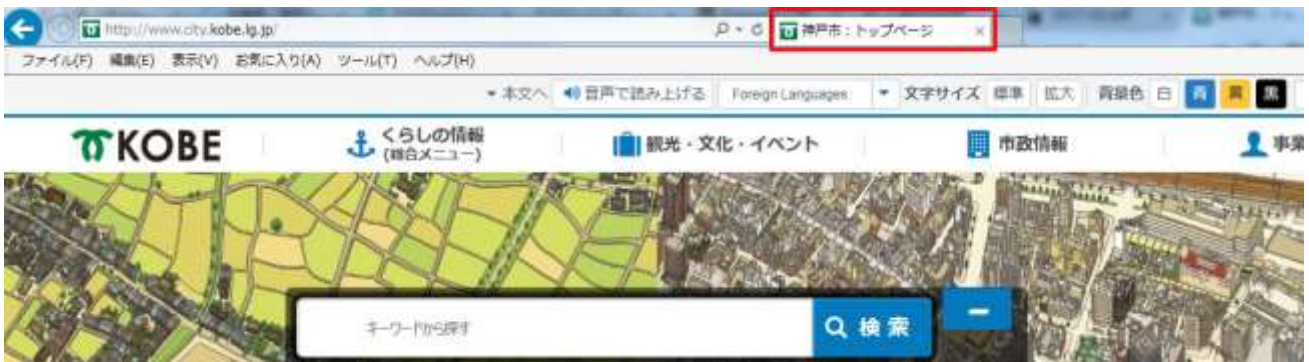 http://www.city.kobe.lg.jp/
神戸市：トップページ
ファイル(F) 編集(E) 表示(V) お気に入り(A) ツール(T) ヘルプ(H)
本文へ 音声で読み上げる Foreign Languages 文字サイズ 標準 拡大 背景色 白 青 黄 黒
KOBE
くらしの情報
(総合メニュー)
観光・文化・イベント
市政情報
事業
キーワードから探す
検索